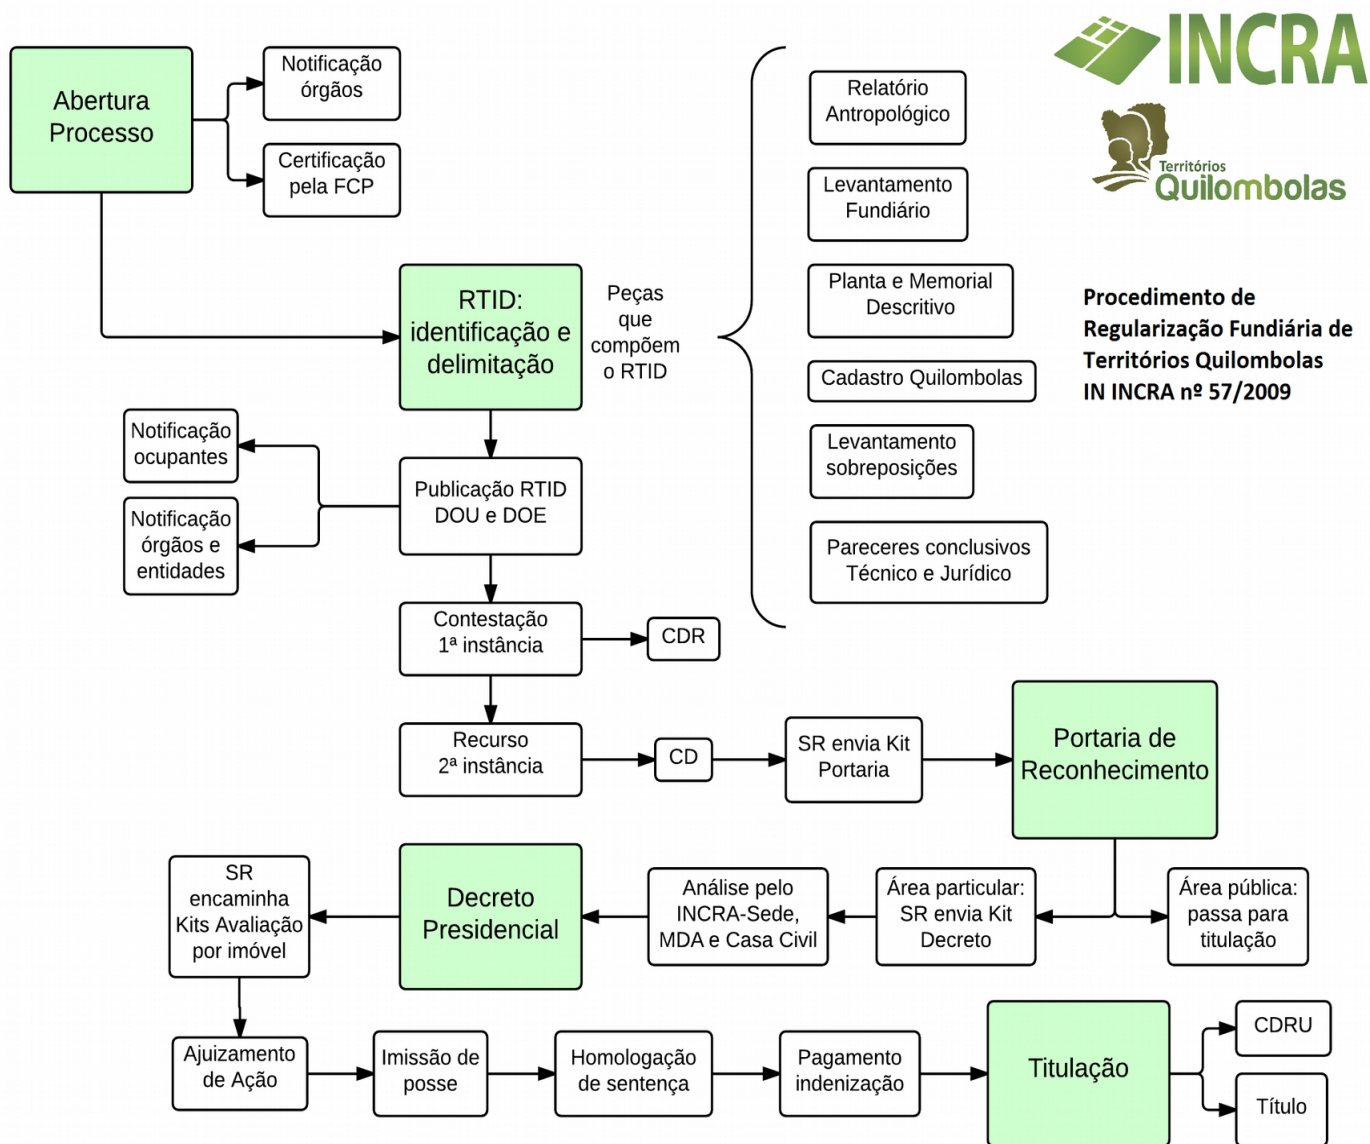 INCRA
Territórios
Quilombolas
Procedimento de
Regularização Fundiária de
Territórios Quilombolas
IN INCRA nº 57/2009
Abertura
Processo
Notificação
órgãos
Certificação
pela FCP
RTID:
identificação e
delimitação
Peças
que
compõem
o RTID
Relatório
Antropológico
Levantamento
Fundiário
Planta e Memorial
Descritivo
Cadastro Quilombolas
Levantamento
sobreposições
Pareceres conclusivos
Técnico e Jurídico
Publicação RTID
DOU e DOE
Notificação
ocupantes
Notificação
órgãos e
entidades
Contestação
1ª instância
CDR
Recurso
2ª instância
CD
SR envia Kit
Portaria
Portaria de
Reconhecimento
Área pública:
passa para
titulação
Área particular:
SR envia Kit
Decreto
Análise pelo
INCRA-Sede,
MDA e Casa Civil
Decreto
Presidencial
SR
encaminha
Kits Avaliação
por imóvel
Ajuizamento
de Ação
Imissão de
posse
Homologação
de sentença
Pagamento
indenização
Titulação
CDRU
Título